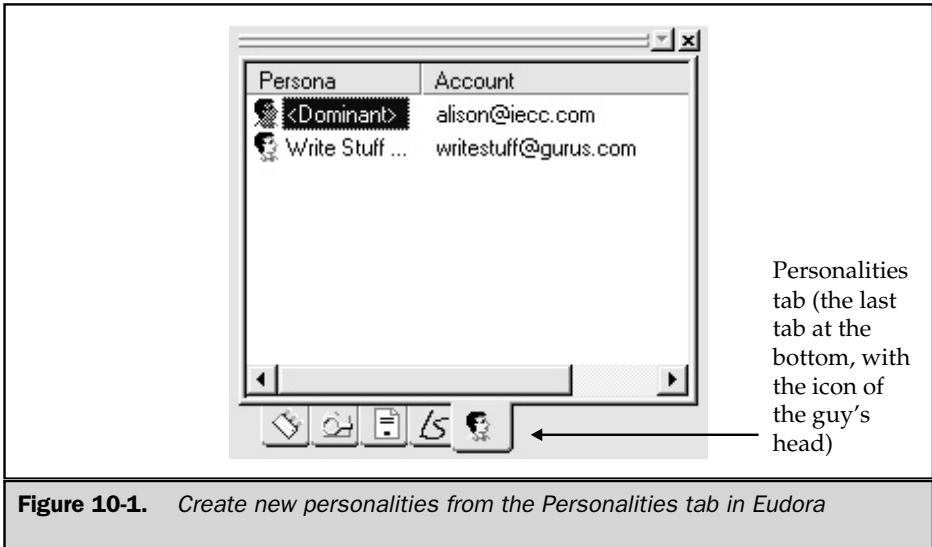 Persona Account
<Dominant> alison@iecc.com
Write Stuff ... writestuff@gurus.com
Personalities
tab (the last
tab at the
bottom, with
the icon of
the guy's
head)
Figure 10-1. Create new personalities from the Personalities tab in Eudora